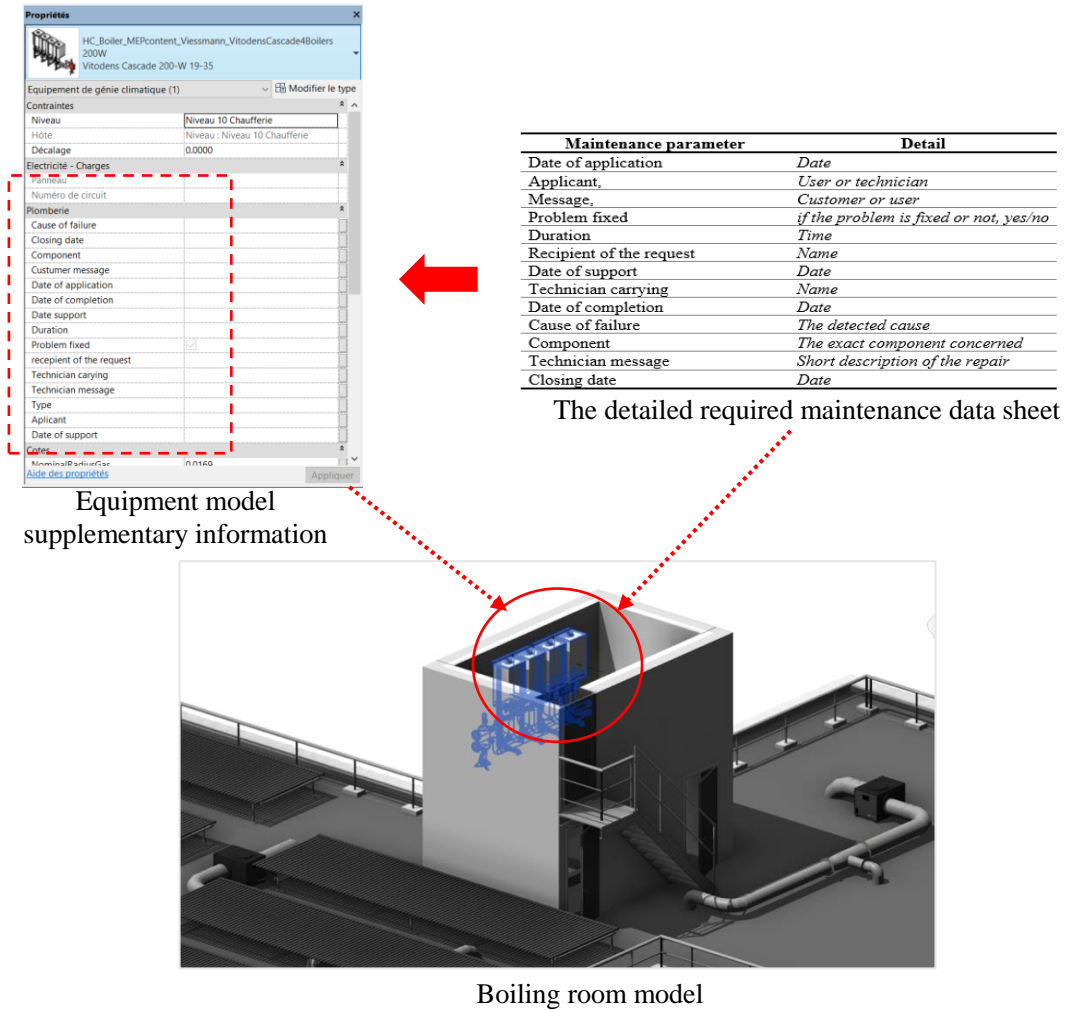 Propriétés ×
HC_Boiler_MEPcontent_Viessmann_VitodensCascade4Boilers
200W
Vitodens Cascade 200-W 19-35
Equipement de génie climatique (1) Modifier le type
Contraintes
Niveau Niveau 10 Chaufferie
Hôte Niveau : Niveau 10 Chaufferie
Décalage 0.0000
Electricité - Charges
Panneau
Numéro de circuit
Plomberie
Cause of failure
Closing date
Component
Custumer message
Date of application
Date of completion
Date support
Duration
Problem fixed
recepient of the request
Technician carying
Technician message
Type
Aplicant
Date of support
Cotes
NominalRadiusGas 0.0169
Aide des propriétés Appliquer
Equipment model
supplementary information
Maintenance parameter Detail
Date of application Date
Applicant, User or technician
Message, Customer or user
Problem fixed if the problem is fixed or not, yes/no
Duration Time
Recipient of the request Name
Date of support Date
Technician carrying Name
Date of completion Date
Cause of failure The detected cause
Component The exact component concerned
Technician message Short description of the repair
Closing date Date
The detailed required maintenance data sheet
Boiling room model